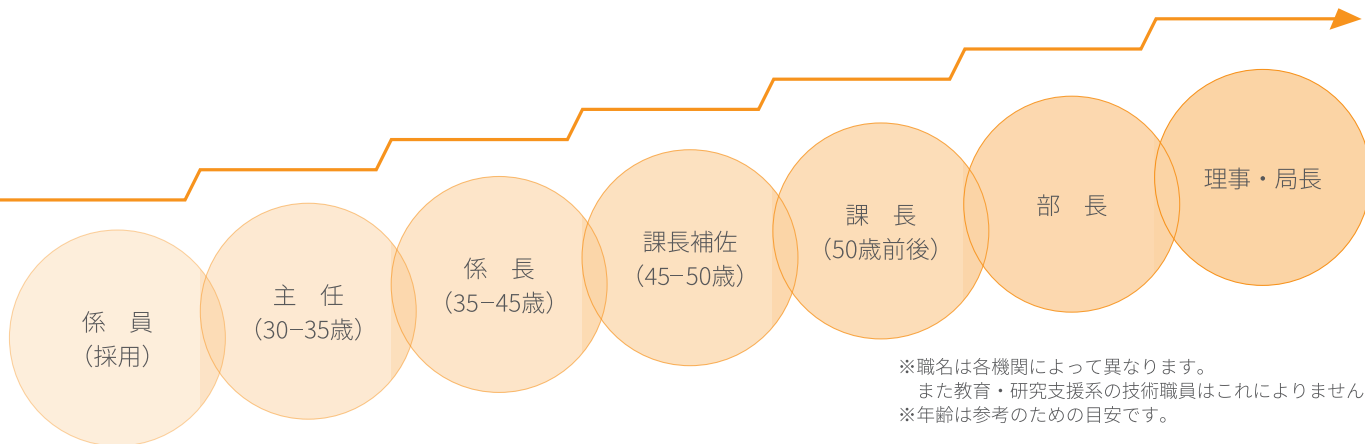 係　員
（採用）
主　任
（30−35歳）
係　長
（35−45歳）
課長補佐
（45−50歳）
課　長
（50歳前後）
部　長
理事・局長
※職名は各機関によって異なります。
また教育・研究支援系の技術職員はこれによりません
※年齢は参考のための目安です。